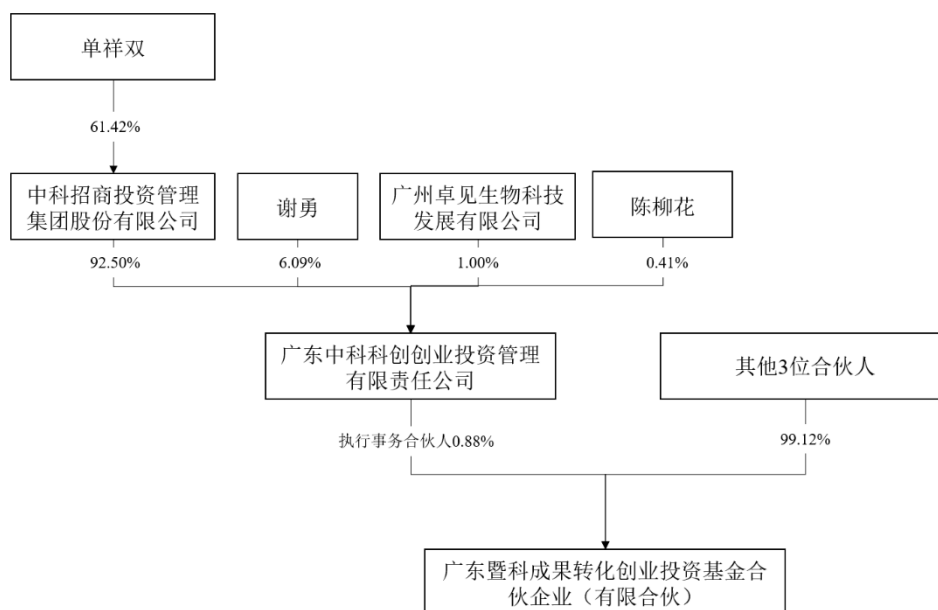 单祥双
61.42%
中科招商投资管理
集团股份有限公司
谢勇
广州卓见生物科技
发展有限公司
陈柳花
92.50%
6.09%
1.00%
0.41%
广东中科科创创业投资管理
有限责任公司
其他3位合伙人
执行事务合伙人0.88%
99.12%
广东暨科成果转化创业投资基金合
伙企业（有限合伙）